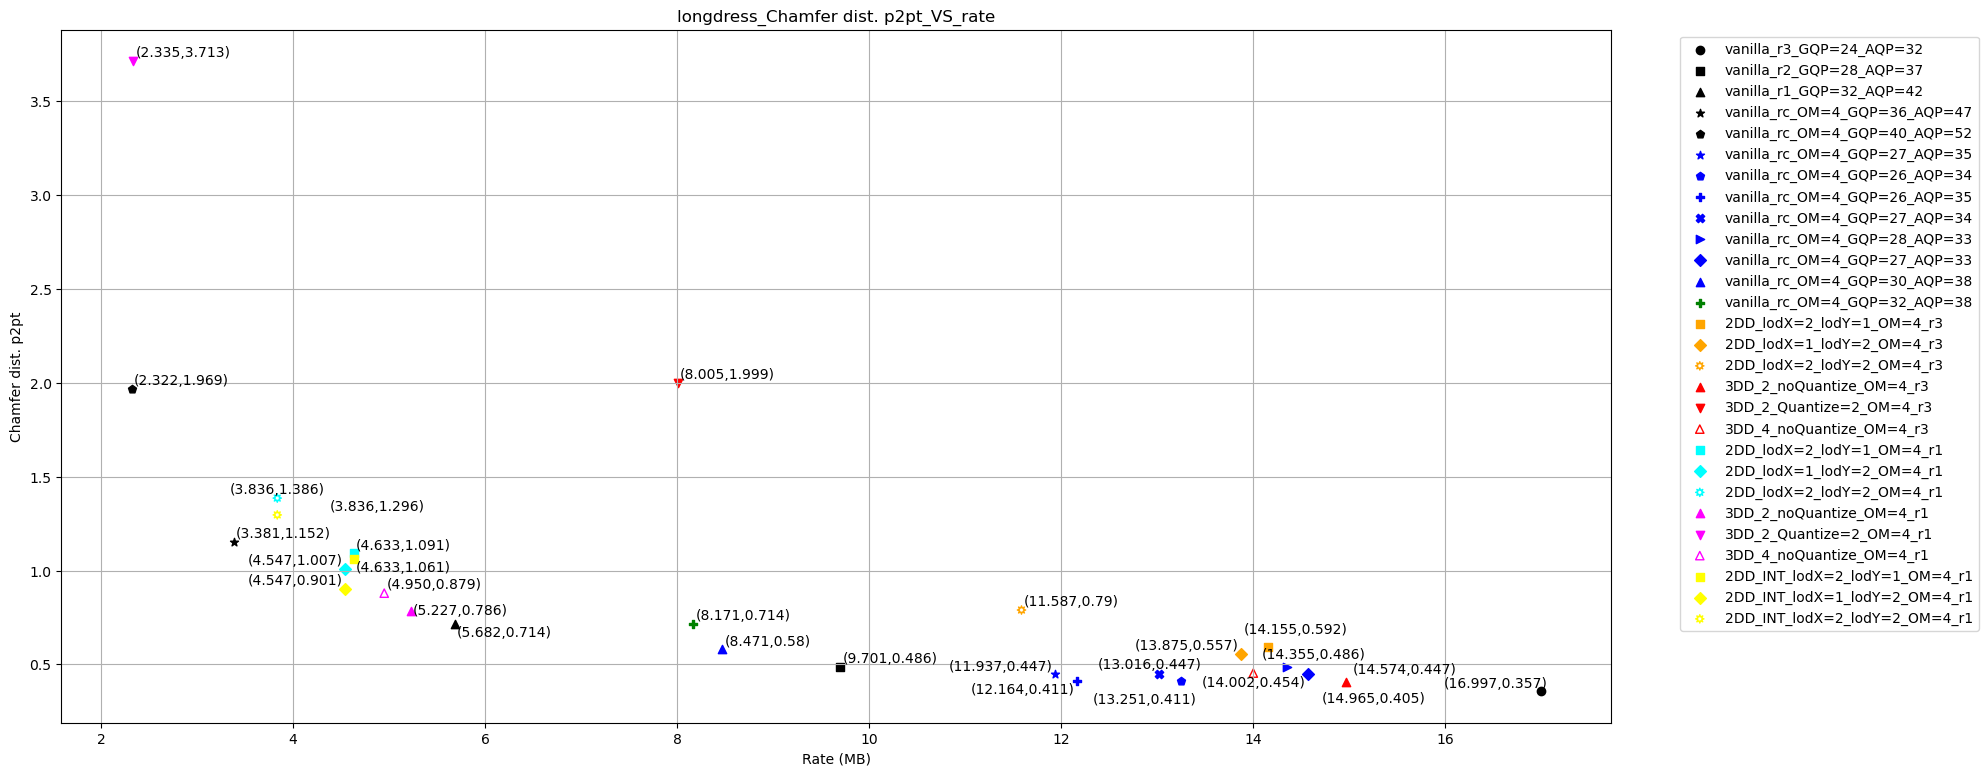 longdress_Chamfer dist. p2pt_VS_rate
Chamfer dist. p2pt
3.5
3.0
2.5
2.0
1.5
1.0
0.5
(2.335,3.713)
(2.322,1.969)
(8.005,1.999)
(3.836,1.386)
(3.836,1.296)
(3.381,1.152)
(4.633,1.091)
(4.547,1.007)
(4.633,1.061)
(4.547,0.901)
(4.950,0.879)
(5.227,0.786)
(5.682,0.714)
(8.171,0.714)
(8.471,0.58)
(9.701,0.486)
(11.587,0.79)
(14.155,0.592)
(13.875,0.557)
(14.355,0.486)
(11.937,0.447)
(13.016,0.447)
(14.574,0.447)
(12.164,0.411)
(14.002,0.454)
(16.997,0.357)
(13.251,0.411)
(14.965,0.405)
2
4
6
8
10
12
14
16
Rate (MB)
vanilla_r3_GQP=24_AQP=32
vanilla_r2_GQP=28_AQP=37
vanilla_r1_GQP=32_AQP=42
vanilla_rc_OM=4_GQP=36_AQP=47
vanilla_rc_OM=4_GQP=40_AQP=52
vanilla_rc_OM=4_GQP=27_AQP=35
vanilla_rc_OM=4_GQP=26_AQP=34
vanilla_rc_OM=4_GQP=26_AQP=35
vanilla_rc_OM=4_GQP=27_AQP=34
vanilla_rc_OM=4_GQP=28_AQP=33
vanilla_rc_OM=4_GQP=27_AQP=33
vanilla_rc_OM=4_GQP=30_AQP=38
vanilla_rc_OM=4_GQP=32_AQP=38
2DD_lodX=2_lodY=1_OM=4_r3
2DD_lodX=1_lodY=2_OM=4_r3
2DD_lodX=2_lodY=2_OM=4_r3
3DD_2_noQuantize_OM=4_r3
3DD_2_Quantize=2_OM=4_r3
3DD_4_noQuantize_OM=4_r3
2DD_lodX=2_lodY=1_OM=4_r1
2DD_lodX=1_lodY=2_OM=4_r1
2DD_lodX=2_lodY=2_OM=4_r1
3DD_2_noQuantize_OM=4_r1
3DD_2_Quantize=2_OM=4_r1
3DD_4_noQuantize_OM=4_r1
2DD_INT_lodX=2_lodY=1_OM=4_r1
2DD_INT_lodX=1_lodY=2_OM=4_r1
2DD_INT_lodX=2_lodY=2_OM=4_r1